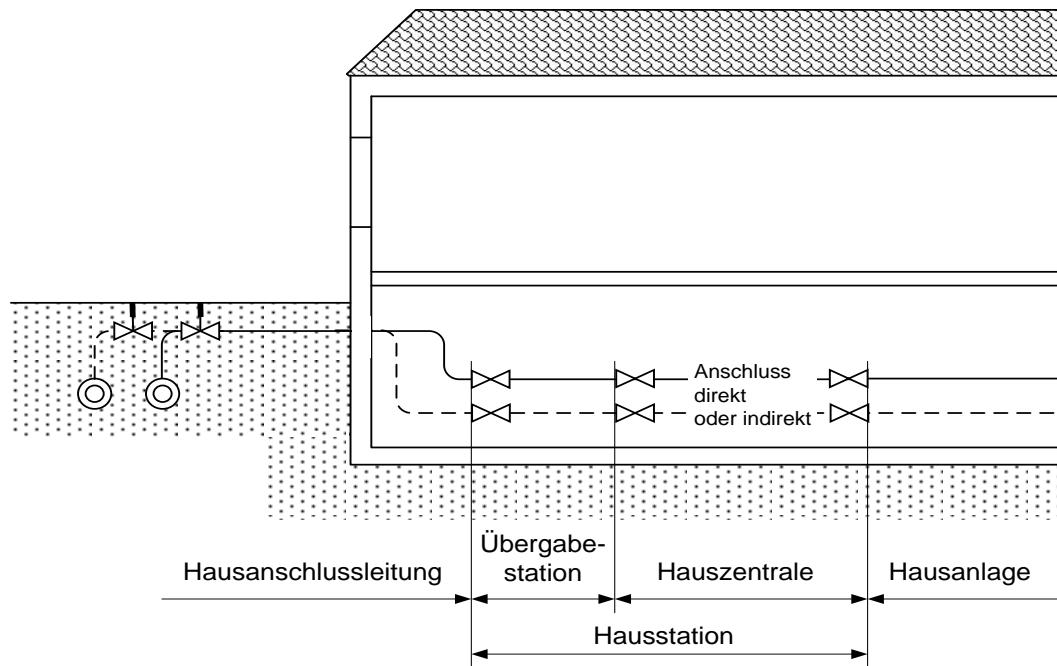 Anschluss
direkt
oder indirekt
Hausanschlussleitung
Übergabe-
station
Hauszentrale
Hausanlage
Hausstation